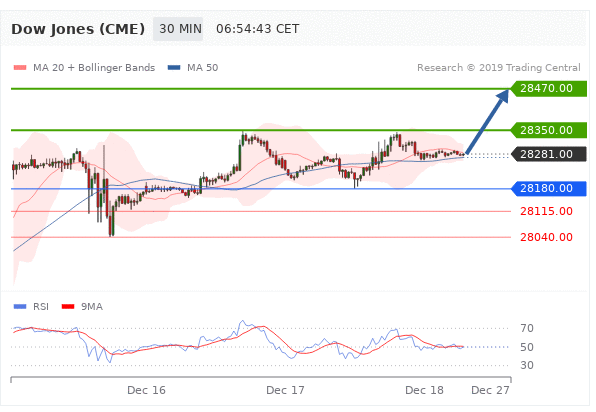 Dow Jones (CME) 30 MIN 06:54:43 CET
MA 20 + Bollinger Bands MA 50 Research © 2019 Trading Central
28470.00
28350.00
28281.00
28180.00
28115.00
28040.00
RSI 9MA
70
50
30
Dec 16 Dec 17 Dec 18 Dec 27